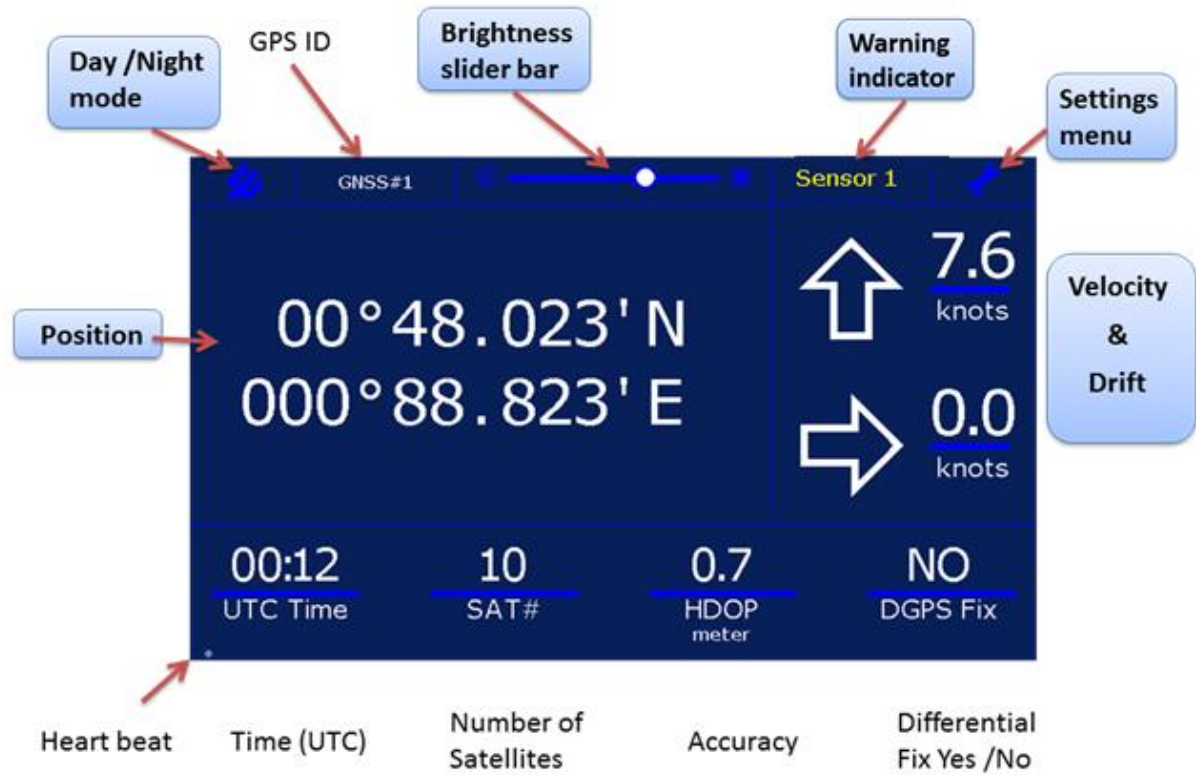 Day /Night
mode
GPS ID
Brightness
slider bar
Warning
indicator
Settings
menu
GNSS#1
Sensor 1
Position
00°48.023'N
000°88.823'E
7.6
knots
0.0
knots
Velocity
&
Drift
00:12
UTC Time
10
SAT#
0.7
HDOP
meter
NO
DGPS Fix
Heart beat
Time (UTC)
Number of
Satellites
Accuracy
Differential
Fix Yes /No